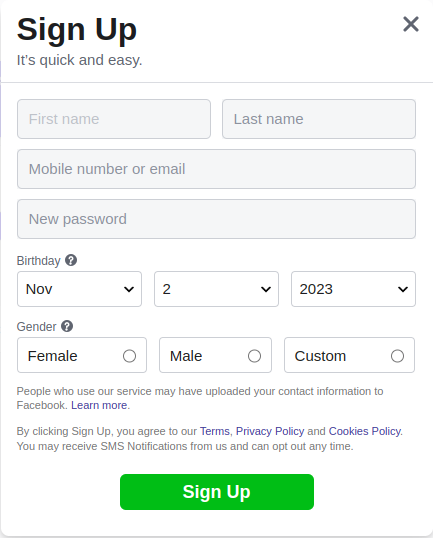 Sign Up
It's quick and easy.
First name Last name
Mobile number or email
New password
Birthday ?
Nov 2 2023
Gender ?
Female Male Custom
People who use our service may have uploaded your contact information to
Facebook. Learn more.
By clicking Sign Up, you agree to our Terms, Privacy Policy and Cookies Policy.
You may receive SMS Notifications from us and can opt out any time.
Sign Up